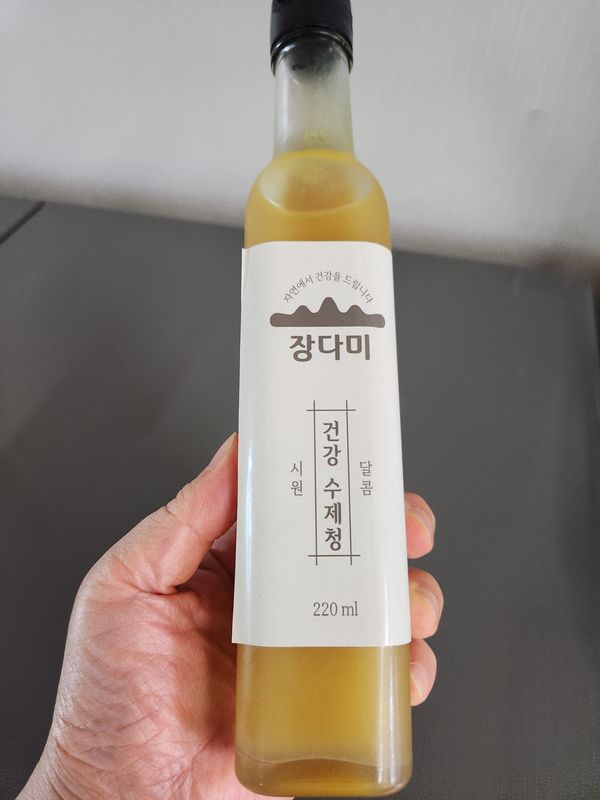 자연에서 건강을 드립니다
장다미
시원
건강 수제청
달콤
220 ml